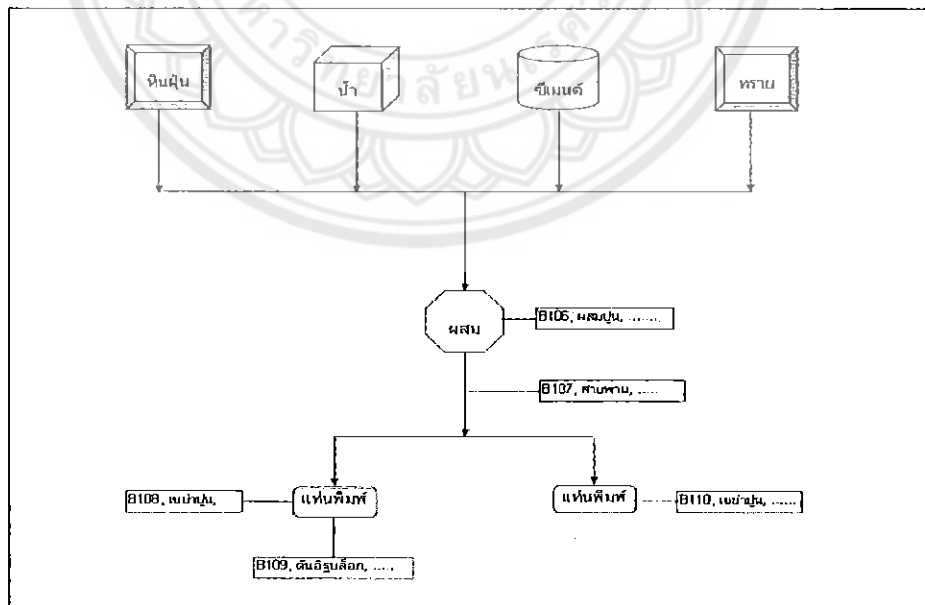 หินฝุ่น
น้ำ
ซีเมนต์
ทราย
ผสม
B106, ผสมปูน, .......
B107, สายพาน, .....
แท่นพิมพ์
แท่นพิมพ์
B108, เขย่าปูน,
B110, เขย่าปูน, ......
B109, ดันอิฐบล็อก, .....